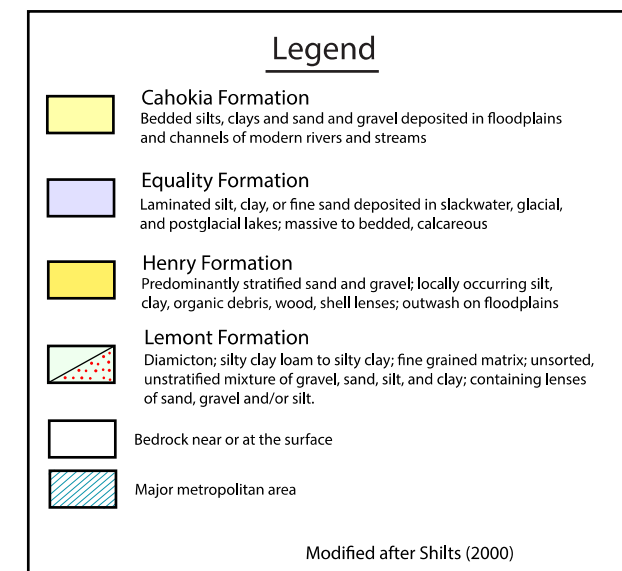 Legend
Cahokia Formation
Bedded silts, clays and sand and gravel deposited in floodplains
and channels of modern rivers and streams
Equality Formation
Laminated silt, clay, or fine sand deposited in slackwater, glacial,
and postglacial lakes; massive to bedded, calcareous
Henry Formation
Predominantly stratified sand and gravel; locally occurring silt,
clay, organic debris, wood, shell lenses; outwash on floodplains
Lemont Formation
Diamicton; silty clay loam to silty clay; fine grained matrix; unsorted,
unstratified mixture of gravel, sand, silt, and clay; containing lenses
of sand, gravel and/or silt.
Bedrock near or at the surface
Major metropolitan area
Modified after Shilts (2000)